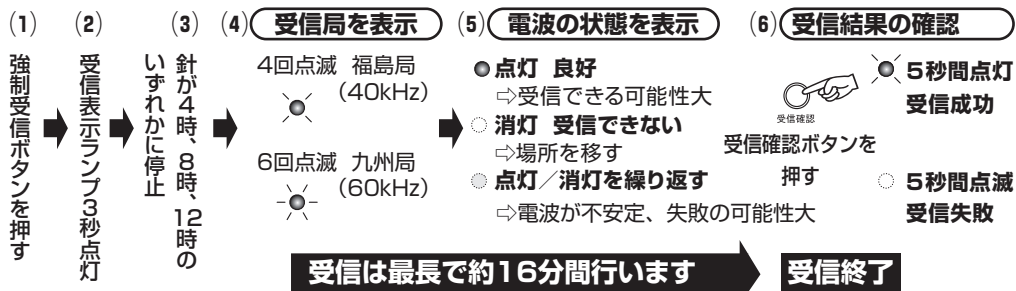 (1)
強制受信ボタンを押す
(2)
受信表示ランプ3秒点灯
(3)
針が4時、8時、12時の
いずれかに停止
(4) 受信局を表示
4回点滅 福島局
(40kHz)
6回点滅 九州局
(60kHz)
(5) 電波の状態を表示
点灯 良好
⇨受信できる可能性大
消灯 受信できない
⇨場所を移す
点灯／消灯を繰り返す
⇨電波が不安定、失敗の可能性大
(6) 受信結果の確認
受信確認
受信確認ボタンを
押す
5秒間点灯
受信成功
5秒間点滅
受信失敗
受信は最長で約16分間行います
受信終了